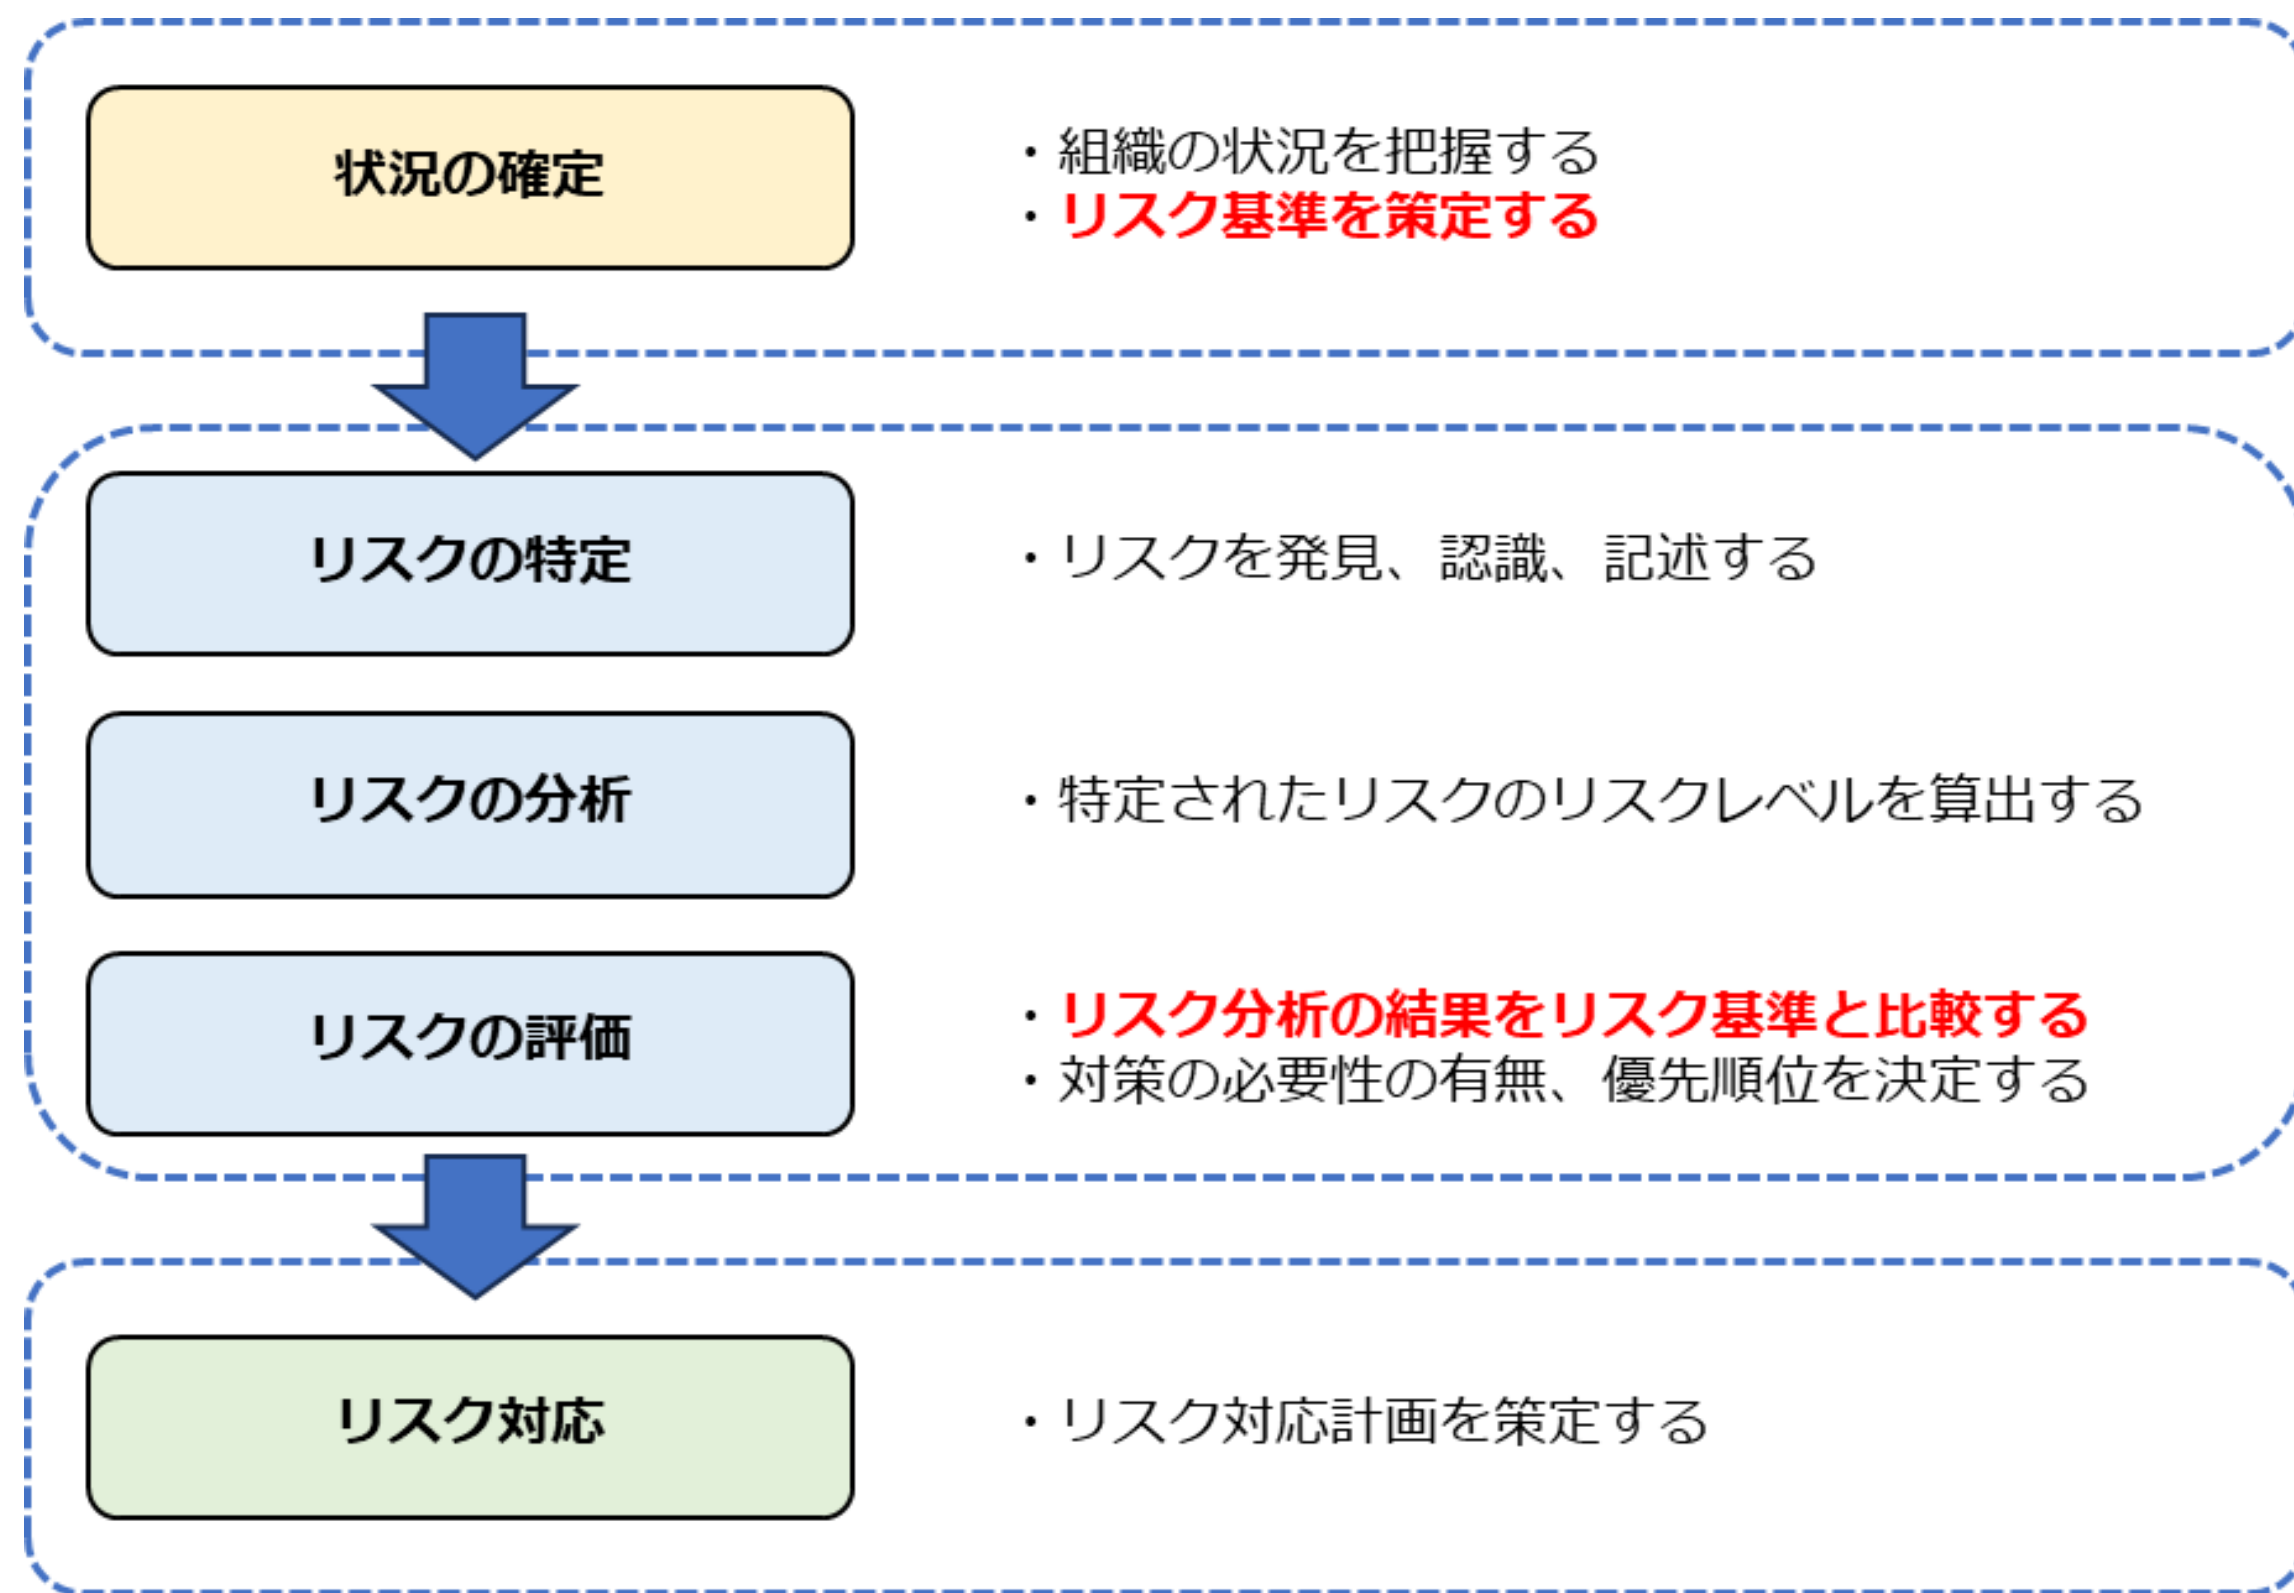 状況の確定
・組織の状況を把握する
・リスク基準を策定する
リスクの特定
・リスクを発見、認識、記述する
リスクの分析
・特定されたリスクのリスクレベルを算出する
リスクの評価
・リスク分析の結果をリスク基準と比較する
・対策の必要性の有無、優先順位を決定する
リスク対応
・リスク対応計画を策定する